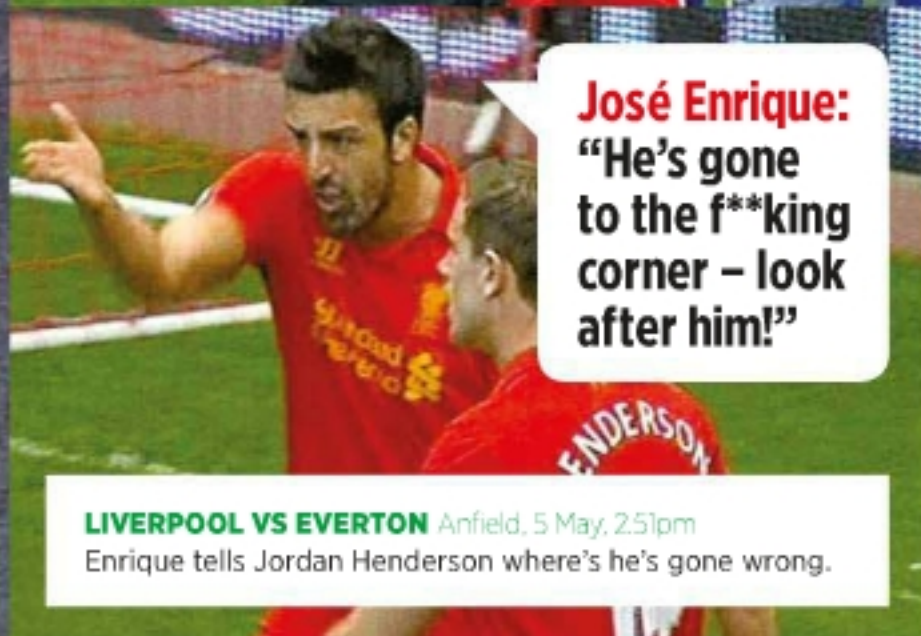 José Enrique:
“He’s gone
to the f**king
corner – look
after him!”
Standard
ENDERSON
LIVERPOOL VS EVERTON Anfield, 5 May, 2.51pm
Enrique tells Jordan Henderson where’s he’s gone wrong.